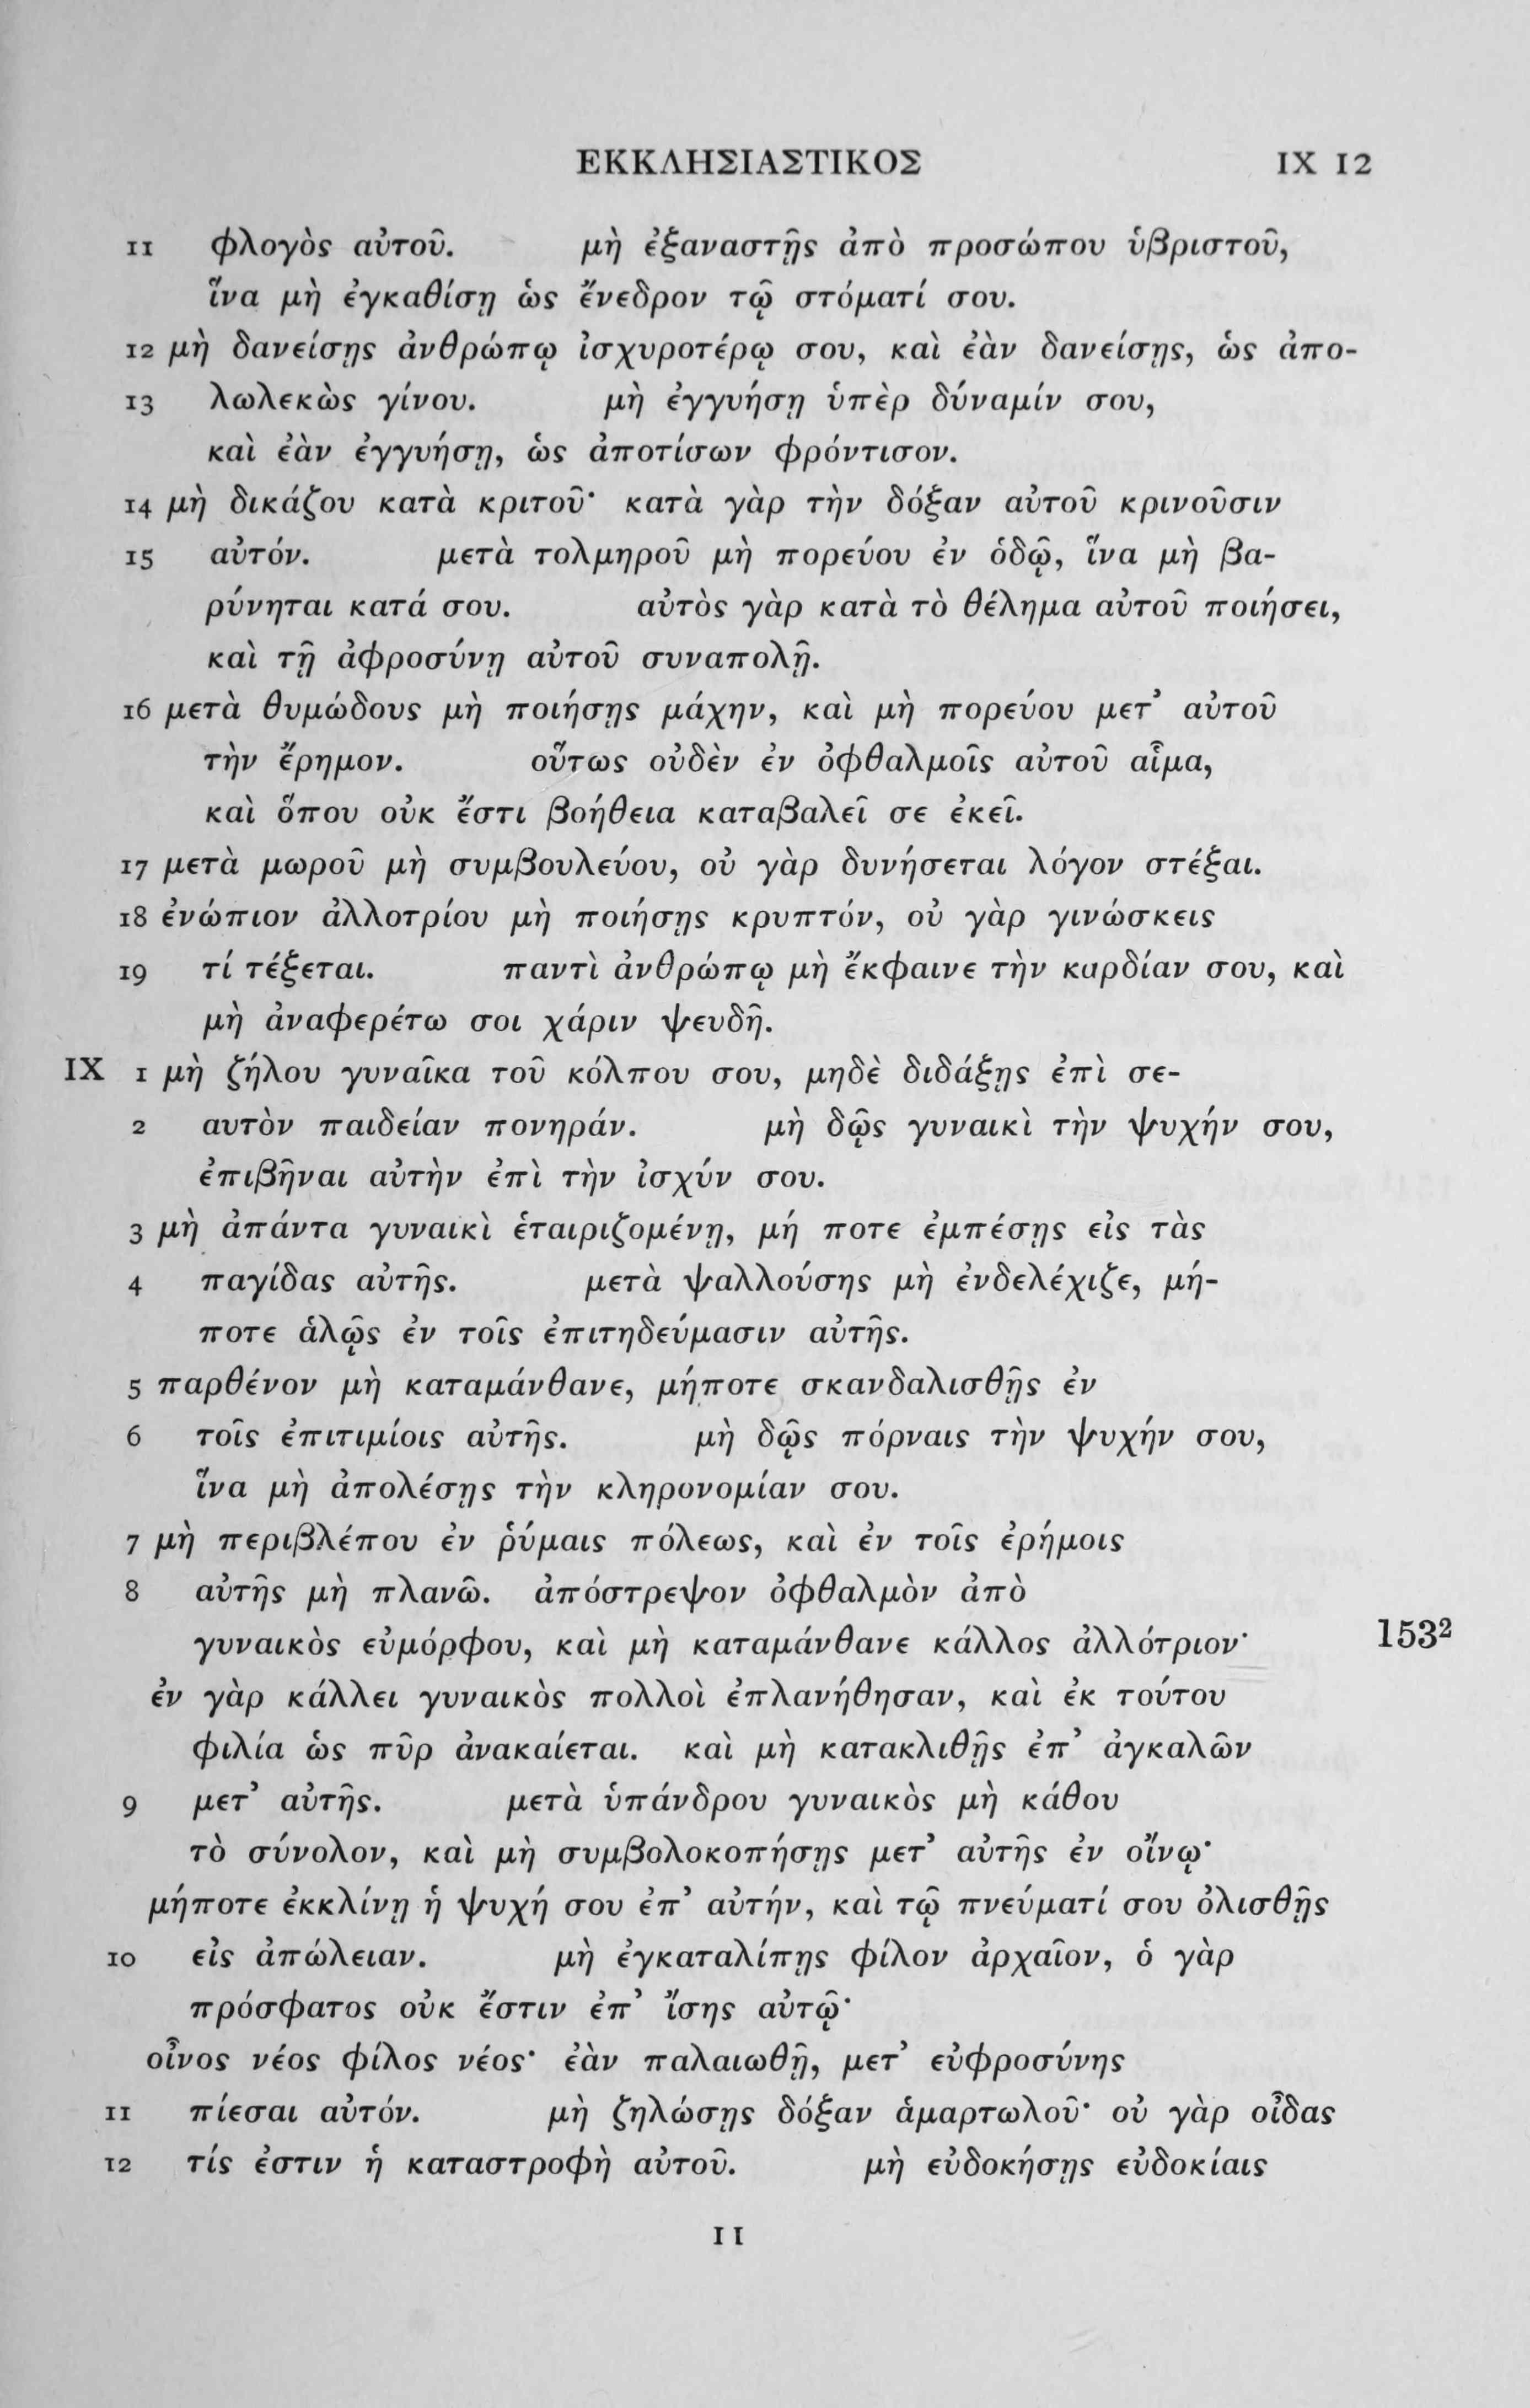 ΕΚΚΛΗΣΙΑΣΤΙΚΟΣ IX 12
11 φλογὸς αὐτοῦ. μὴ ἐξαναστῇς ἀπὸ προσώπου ὑβριστοῦ,
ἵνα μὴ ἐγκαθίσῃ ὡς ἔνεδρον τῷ στόματί σου.
12 μὴ δανείσῃς ἀνθρώπῳ ἰσχυροτέρῳ σου, καὶ ἐὰν δανείσῃς, ὡς ἀπο-
13 λωλεκὼς γίνου. μὴ ἐγγυήσῃ ὑπὲρ δύναμίν σου,
καὶ ἐὰν ἐγγυήσῃ, ὡς ἀποτίσων φρόντισον.
14 μὴ δικάζου κατὰ κριτοῦ· κατὰ γὰρ τὴν δόξαν αὐτοῦ κρινοῦσιν
15 αὐτόν. μετὰ τολμηροῦ μὴ πορεύου ἐν ὁδῷ, ἵνα μὴ βα-
ρύνηται κατά σου. αὐτὸς γὰρ κατὰ τὸ θέλημα αὐτοῦ ποιήσει,
καὶ τῇ ἀφροσύνῃ αὐτοῦ συναπολῇ.
16 μετὰ θυμώδους μὴ ποιήσῃς μάχην, καὶ μὴ πορεύου μετ’ αὐτοῦ
τὴν ἔρημον. οὕτως οὐδὲν ἐν ὀφθαλμοῖς αὐτοῦ αἷμα,
καὶ ὅπου οὐκ ἔστι βοήθεια καταβαλεῖ σε ἐκεῖ.
17 μετὰ μωροῦ μὴ συμβουλεύου, οὐ γὰρ δυνήσεται λόγον στέξαι.
18 ἐνώπιον ἀλλοτρίου μὴ ποιήσῃς κρυπτόν, οὐ γὰρ γινώσκεις
19 τί τέξεται. παντὶ ἀνθρώπῳ μὴ ἔκφαινε τὴν καρδίαν σου, καὶ
μὴ ἀναφερέτω σοι χάριν ψευδῆ.
IX 1 μὴ ζήλου γυναῖκα τοῦ κόλπου σου, μηδὲ διδάξῃς ἐπὶ σε-
2 αυτὸν παιδείαν πονηράν. μὴ δῷς γυναικὶ τὴν ψυχήν σου,
ἐπιβῆναι αὐτὴν ἐπὶ τὴν ἰσχύν σου.
3 μὴ ἀπάντα γυναικὶ ἑταιριζομένῃ, μή ποτε ἐμπέσῃς εἰς τὰς
4 παγίδας αὐτῆς. μετὰ ψαλλούσης μὴ ἐνδελέχιζε, μή-
ποτε ἁλῷς ἐν τοῖς ἐπιτηδεύμασιν αὐτῆς.
5 παρθένον μὴ καταμάνθανε, μήποτε σκανδαλισθῇς ἐν
6 τοῖς ἐπιτιμίοις αὐτῆς. μὴ δῷς πόρναις τὴν ψυχήν σου,
ἵνα μὴ ἀπολέσῃς τὴν κληρονομίαν σου.
7 μὴ περιβλέπου ἐν ῥύμαις πόλεως, καὶ ἐν τοῖς ἐρήμοις
8 αὐτῆς μὴ πλανῶ. ἀπόστρεψον ὀφθαλμὸν ἀπὸ
γυναικὸς εὐμόρφου, καὶ μὴ καταμάνθανε κάλλος ἀλλότριον· 153²
ἐν γὰρ κάλλει γυναικὸς πολλοὶ ἐπλανήθησαν, καὶ ἐκ τούτου
φιλία ὡς πῦρ ἀνακαίεται. καὶ μὴ κατακλιθῇς ἐπ’ ἀγκαλῶν
9 μετ’ αὐτῆς. μετὰ ὑπάνδρου γυναικὸς μὴ κάθου
τὸ σύνολον, καὶ μὴ συμβολοκοπήσῃς μετ’ αὐτῆς ἐν οἴνῳ·
μήποτε ἐκκλίνῃ ἡ ψυχή σου ἐπ’ αὐτήν, καὶ τῷ πνεύματί σου ὀλισθῇς
10 εἰς ἀπώλειαν. μὴ ἐγκαταλίπῃς φίλον ἀρχαῖον, ὁ γὰρ
πρόσφατος οὐκ ἔστιν ἐπ’ ἴσης αὐτῷ·
οἶνος νέος φίλος νέος· ἐὰν παλαιωθῇ, μετ’ εὐφροσύνης
11 πίεσαι αὐτόν. μὴ ζηλώσῃς δόξαν ἁμαρτωλοῦ· οὐ γὰρ οἶδας
12 τίς ἐστιν ἡ καταστροφὴ αὐτοῦ. μὴ εὐδοκήσῃς εὐδοκίαις
11